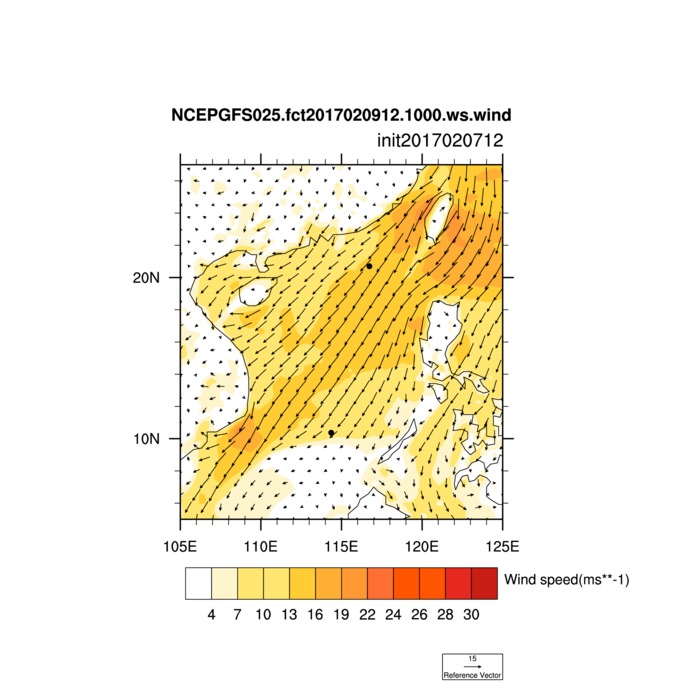 NCEPGFS025.fct2017020912.1000.ws.wind
init2017020712
20N
10N
105E 110E 115E 120E 125E
Wind speed(ms**-1)
4 7 10 13 16 19 22 24 26 28 30
15
Reference Vector